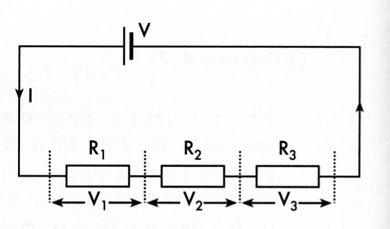 V
I
R₁ R₂ R₃
V₁ V₂ V₃